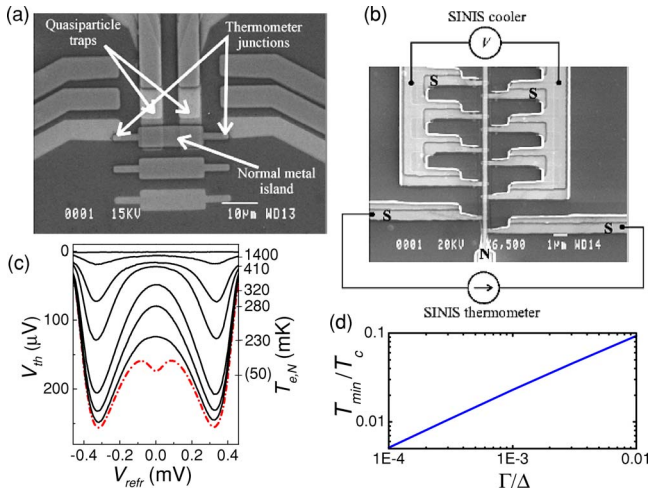 (a)
Quasiparticle
traps
Thermometer
junctions
Normal metal
island
0001 15KV 10μm WD13
(b)
SINIS cooler
V
S
S
S
S
0001 20KV X6,500 1μm WD14
N
SINIS thermometer
(c)
0
100
200
V_th (μV)
1400
410
320
280
230
(50)
T_e,N (mK)
-0.4 -0.2 0.0 0.2 0.4
V_refr (mV)
(d)
0.1
0.01
T_min/T_c
1E-4 1E-3 0.01
Γ/Δ